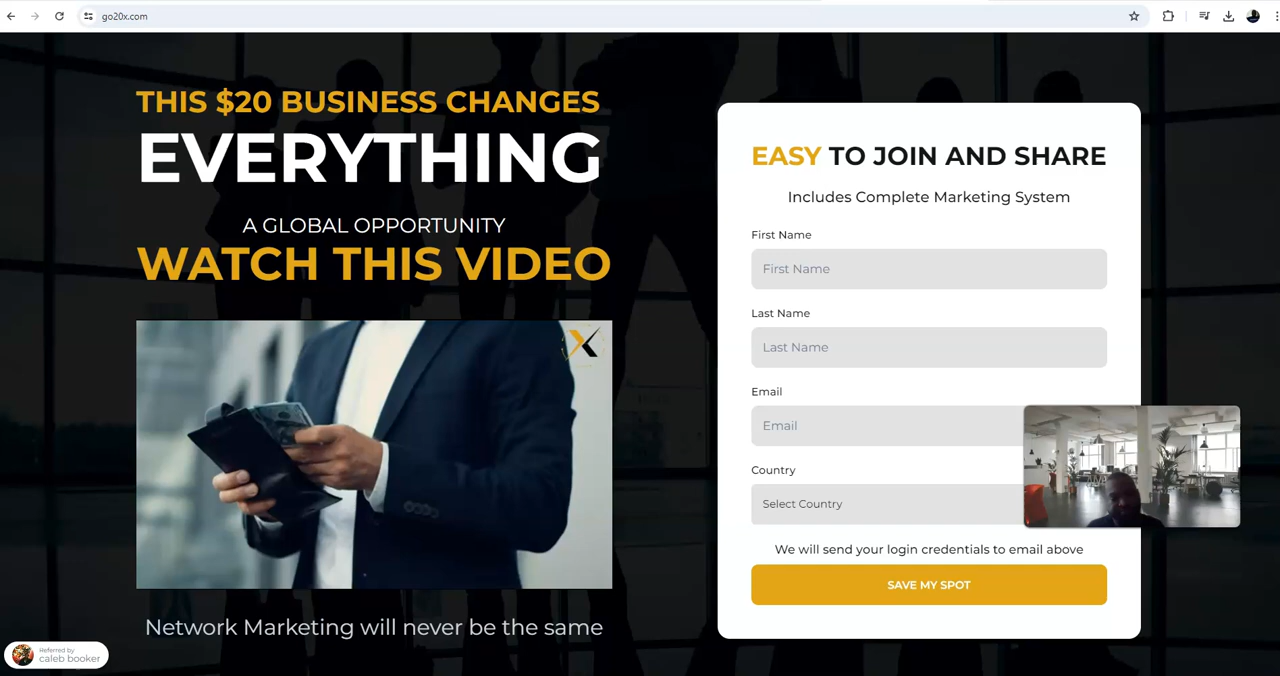 go20x.com
THIS $20 BUSINESS CHANGES
EVERYTHING
A GLOBAL OPPORTUNITY
WATCH THIS VIDEO
Network Marketing will never be the same
Referred by
caleb booker
EASY TO JOIN AND SHARE
Includes Complete Marketing System
First Name
First Name
Last Name
Last Name
Email
Email
Country
Select Country
We will send your login credentials to email above
SAVE MY SPOT